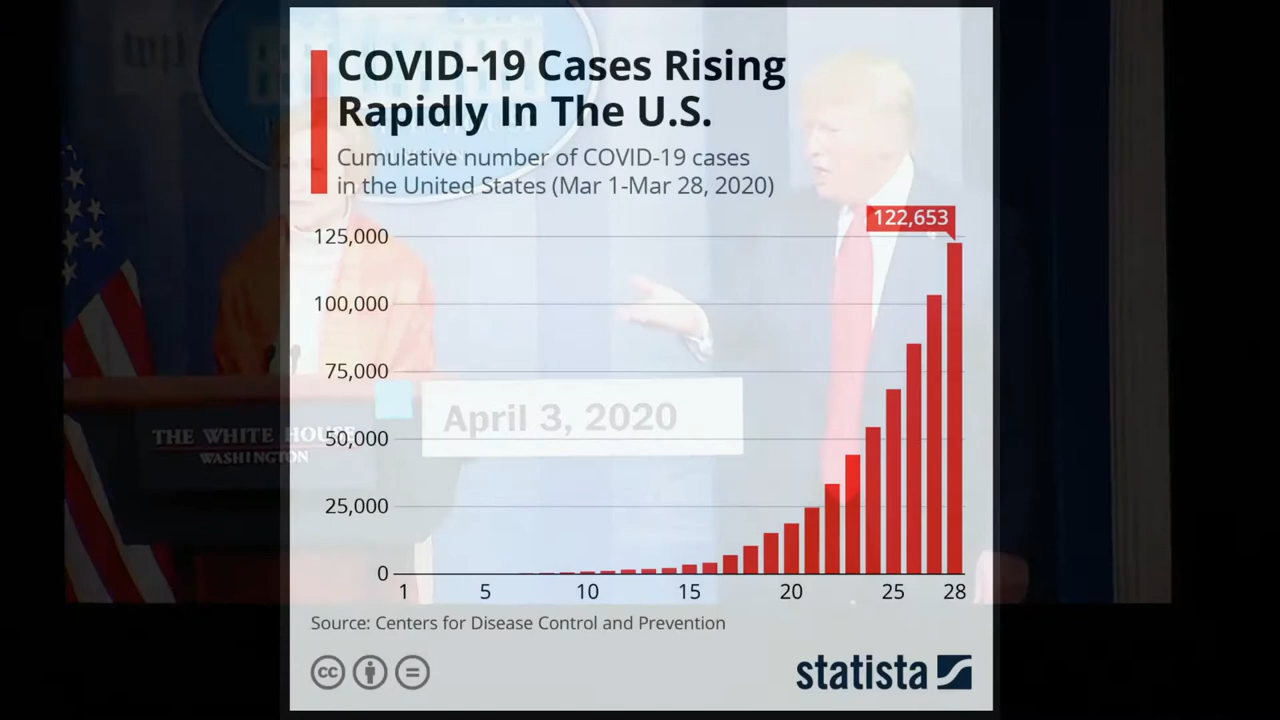 COVID-19 Cases Rising
Rapidly In The U.S.
Cumulative number of COVID-19 cases
in the United States (Mar 1-Mar 28, 2020)
122,653
125,000
100,000
75,000
50,000
25,000
0
1 5 10 15 20 25 28
April 3, 2020
THE WHITE HOUSE
WASHINGTON
Source: Centers for Disease Control and Prevention
cc
statista